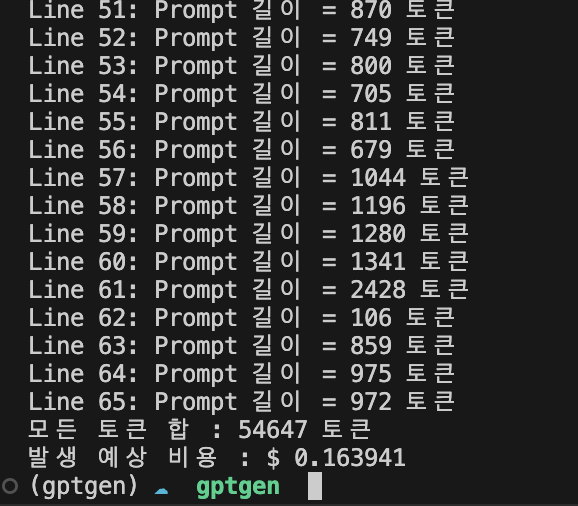 Line 51: Prompt 길이 = 870 토큰
Line 52: Prompt 길이 = 749 토큰
Line 53: Prompt 길이 = 800 토큰
Line 54: Prompt 길이 = 705 토큰
Line 55: Prompt 길이 = 811 토큰
Line 56: Prompt 길이 = 679 토큰
Line 57: Prompt 길이 = 1044 토큰
Line 58: Prompt 길이 = 1196 토큰
Line 59: Prompt 길이 = 1280 토큰
Line 60: Prompt 길이 = 1341 토큰
Line 61: Prompt 길이 = 2428 토큰
Line 62: Prompt 길이 = 106 토큰
Line 63: Prompt 길이 = 859 토큰
Line 64: Prompt 길이 = 975 토큰
Line 65: Prompt 길이 = 972 토큰
모든 토큰 합 : 54647 토큰
발생 예상 비용 : $ 0.163941
(gptgen) ☁ gptgen